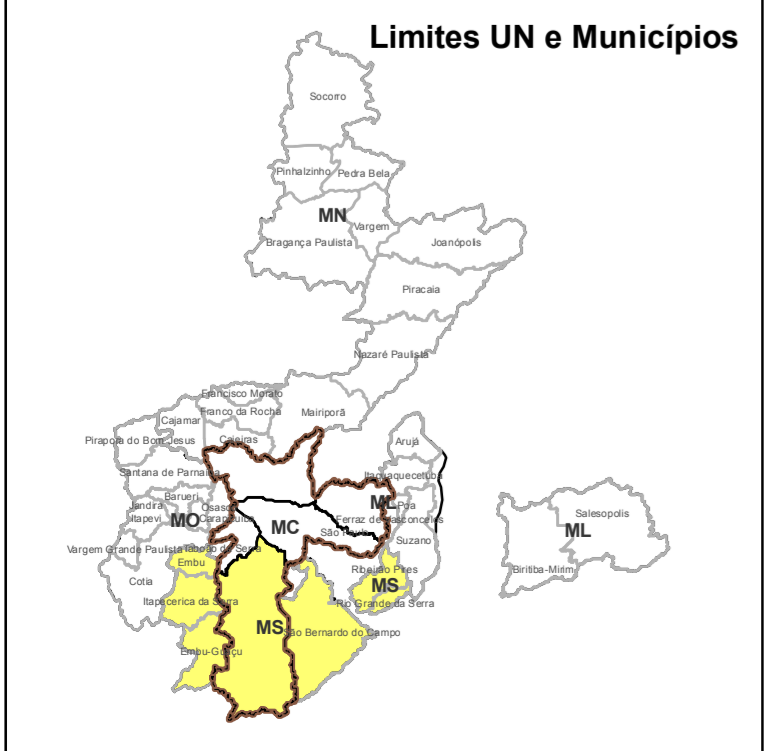 Limites UN e Municípios
Socorro
Pinhalzinho
Pedra Bela
MN
Vargem
Bragança Paulista
Joanópolis
Piracaia
Nazaré Paulista
Francisco Morato
Franco da Rocha
Mairiporã
Cajamar
Caieiras
Arujá
Pirapora do Bom Jesus
Itaquaquecetuba
Santana de Parnaíba
Barueri
Jandira
Osasco
ML
Poá
Salesopolis
Itapevi
MO
Carapicuíba
MC
Ferraz de Vasconcelos
São Paulo
ML
Suzano
Vargem Grande Paulista
Taboão da Serra
Embu
Cotia
Ribeirão Pires
Biritiba-Mirim
MS
Itapecerica da Serra
Rio Grande da Serra
MS
São Bernardo do Campo
Embu-Guaçu